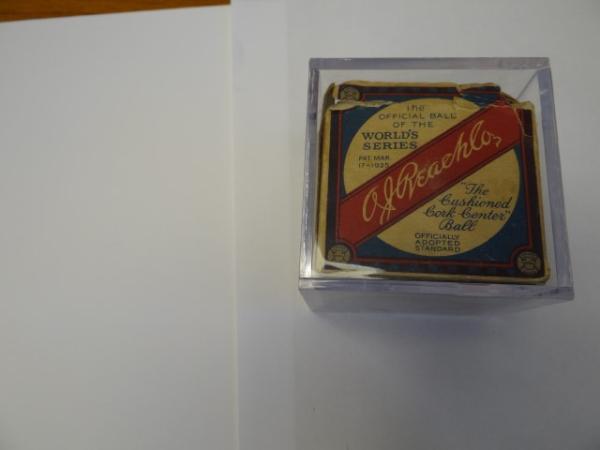 The
OFFICIAL BALL
OF THE
WORLD'S
SERIES
PAT. MAR.
17-1925
AJReachCo
"The
Cushioned
Cork-Center"
Ball
OFFICIALLY
ADOPTED
STANDARD